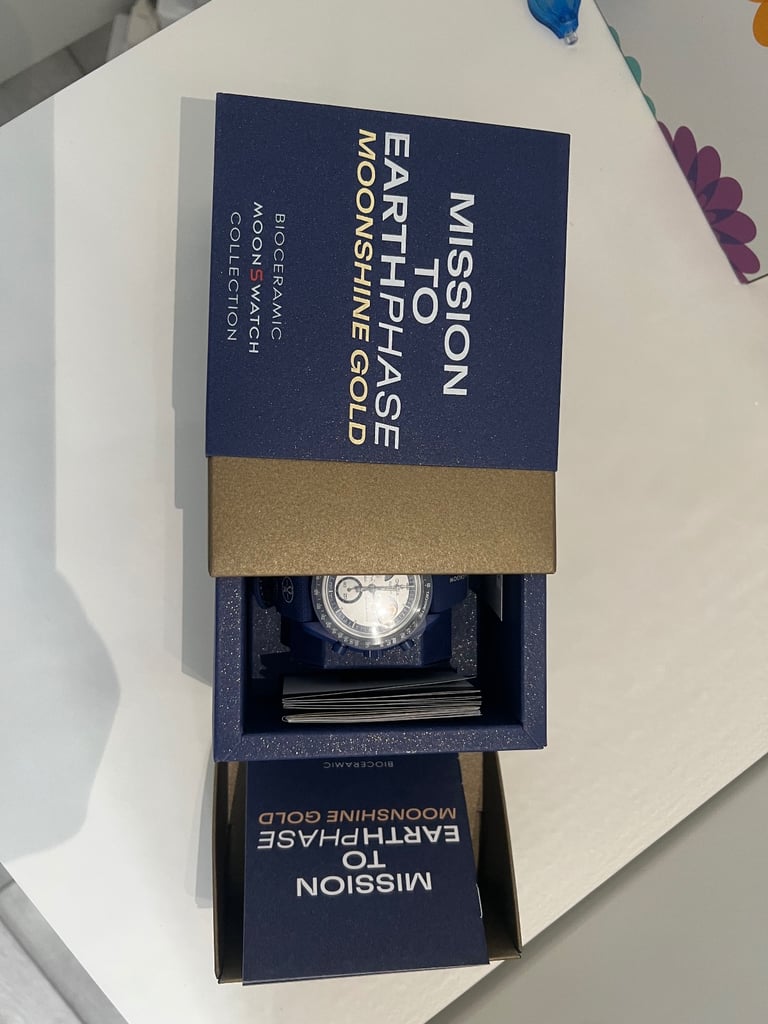 MISSION
TO
EARTHPHASE
MOONSHINE GOLD
BIOCERAMIC
MOONSWATCH
COLLECTION
BIOCERAMIC
MISSION
TO
EARTHPHASE
MOONSHINE GOLD